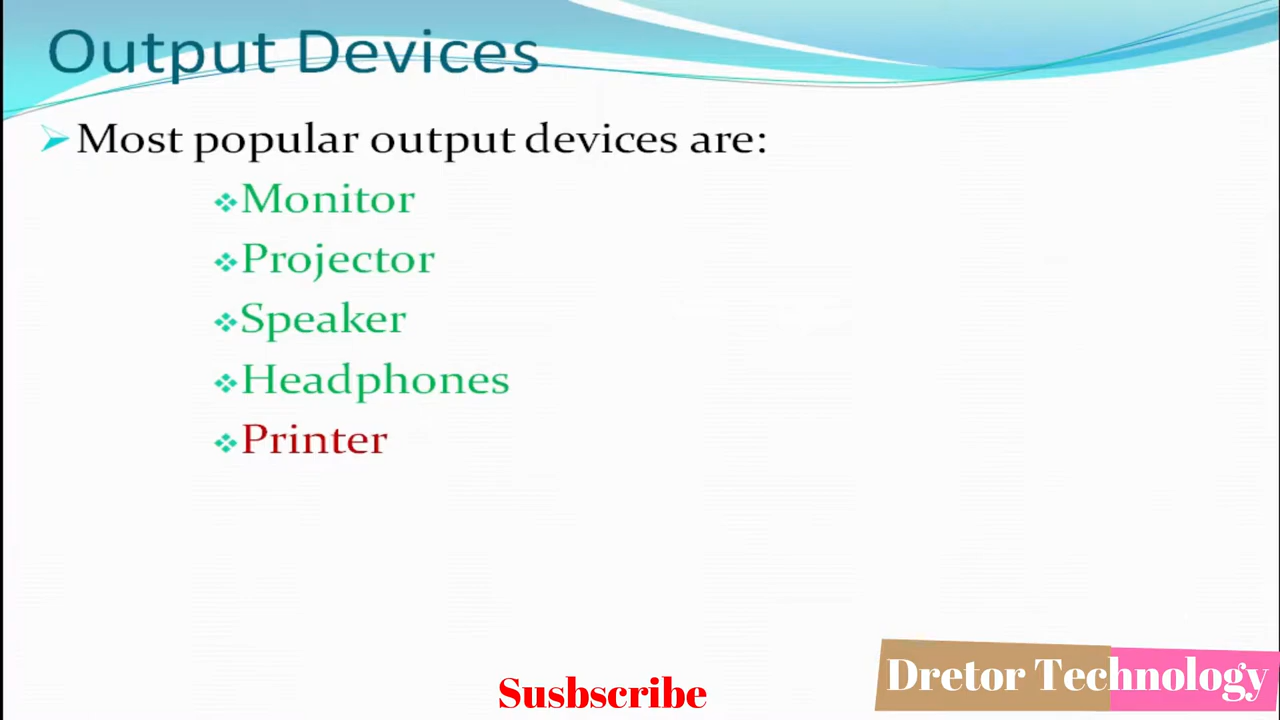 Output Devices
Most popular output devices are:
Monitor
Projector
Speaker
Headphones
Printer
Susbscribe
Dretor Technology